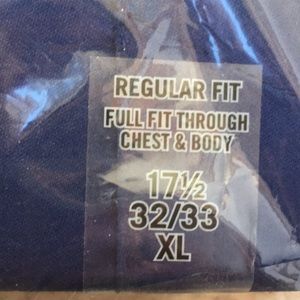 REGULAR FIT
FULL FIT THROUGH
CHEST & BODY
17½
32/33
XL